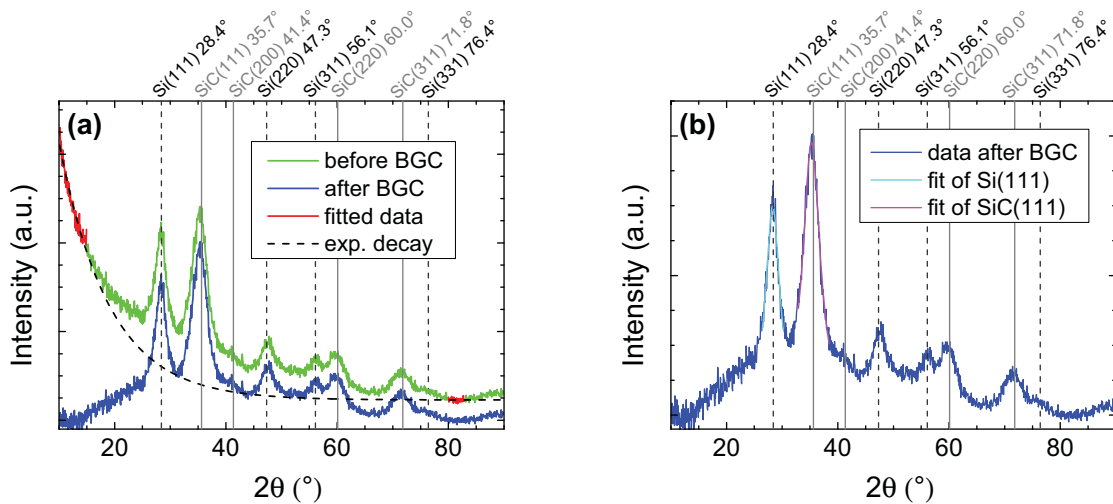 Si(111) 28.4°
SiC(111) 35.7°
SiC(200) 41.4°
Si(220) 47.3°
Si(311) 56.1°
SiC(220) 60.0°
SiC(311) 71.8°
Si(331) 76.4°
(a)
before BGC
after BGC
fitted data
exp. decay
Intensity (a.u.)
20 40 60 80
2θ (°)
Si(111) 28.4°
SiC(111) 35.7°
SiC(200) 41.4°
Si(220) 47.3°
Si(311) 56.1°
SiC(220) 60.0°
SiC(311) 71.8°
Si(331) 76.4°
(b)
data after BGC
fit of Si(111)
fit of SiC(111)
Intensity (a.u.)
20 40 60 80
2θ (°)